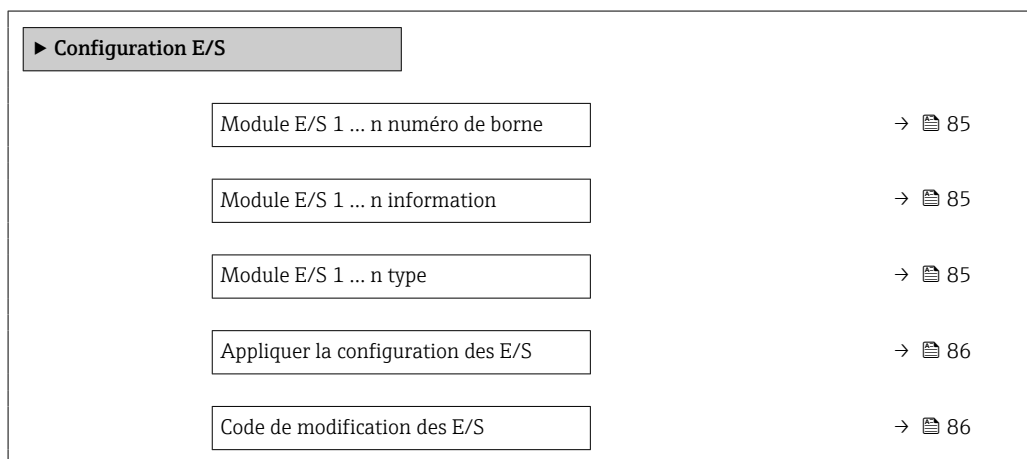 ▶ Configuration E/S
Module E/S 1 … n numéro de borne → 85
Module E/S 1 … n information → 85
Module E/S 1 … n type → 85
Appliquer la configuration des E/S → 86
Code de modification des E/S → 86